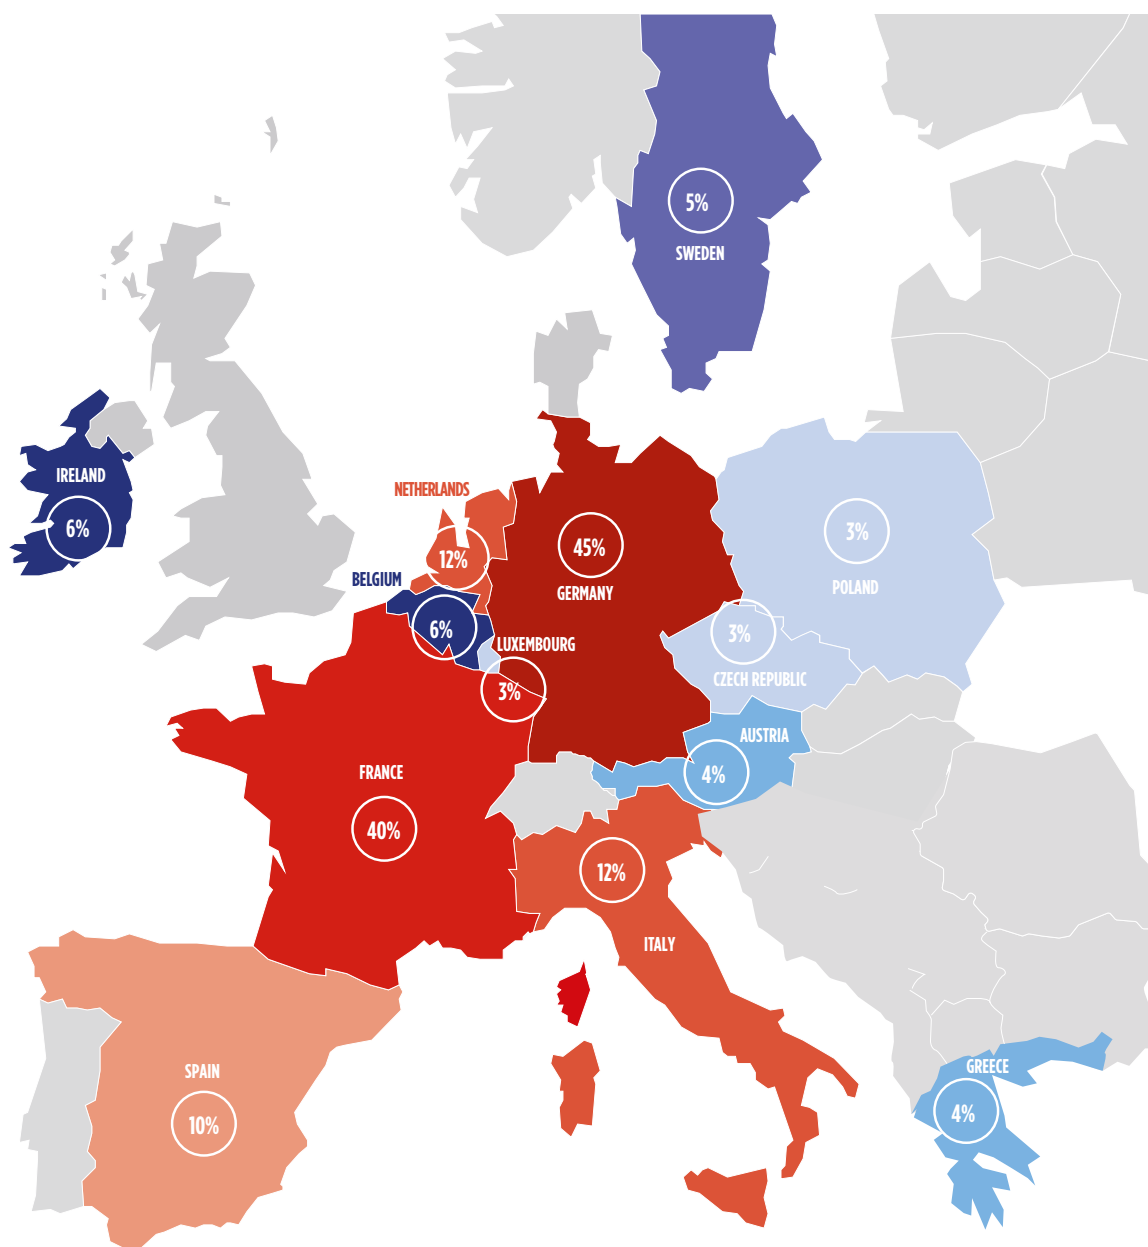 5%
SWEDEN
IRELAND
6%
NETHERLANDS
12%
45%
GERMANY
3%
POLAND
BELGIUM
6%
LUXEMBOURG
3%
3%
CZECH REPUBLIC
AUSTRIA
4%
FRANCE
40%
12%
ITALY
SPAIN
10%
GREECE
4%